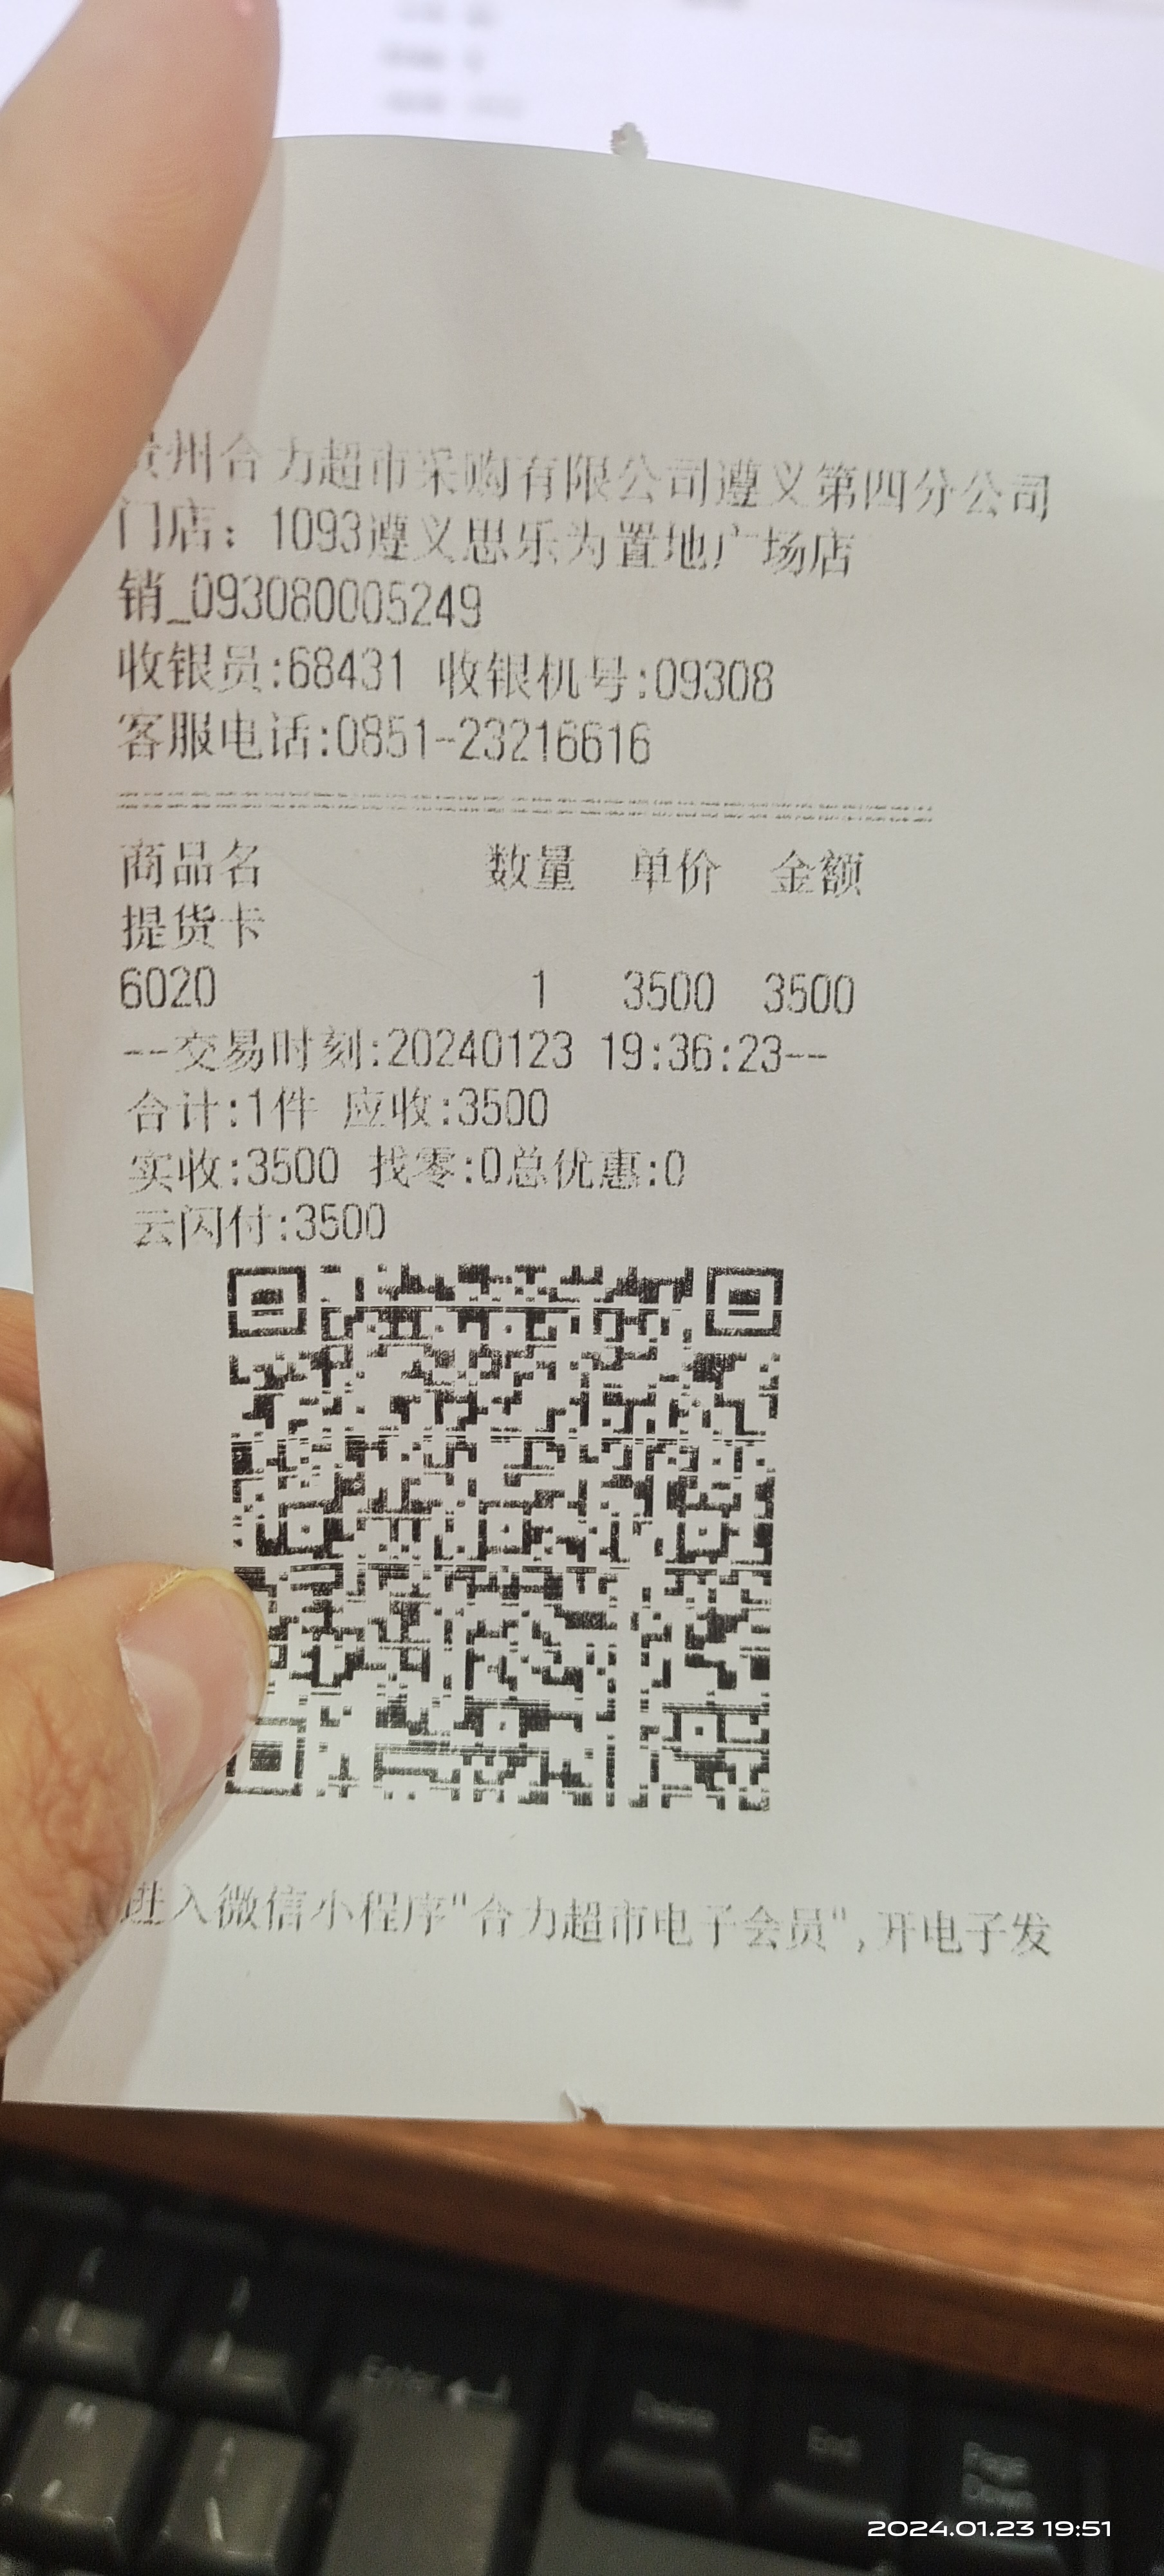 贵州合力超市采购有限公司遵义第四分公司
门店：1093遵义思乐为置地广场店
销_093080005249
收银员:68431 收银机号:09308
客服电话:0851-23216616
商品名 数量 单价 金额
提货卡
6020 1 3500 3500
--交易时刻:20240123 19:36:23--
合计:1件 应收:3500
实收:3500 找零:0总优惠:0
云闪付:3500
进入微信小程序"合力超市电子会员",开电子发
Enter
Delete
End
Page
Down
2024.01.23 19:51